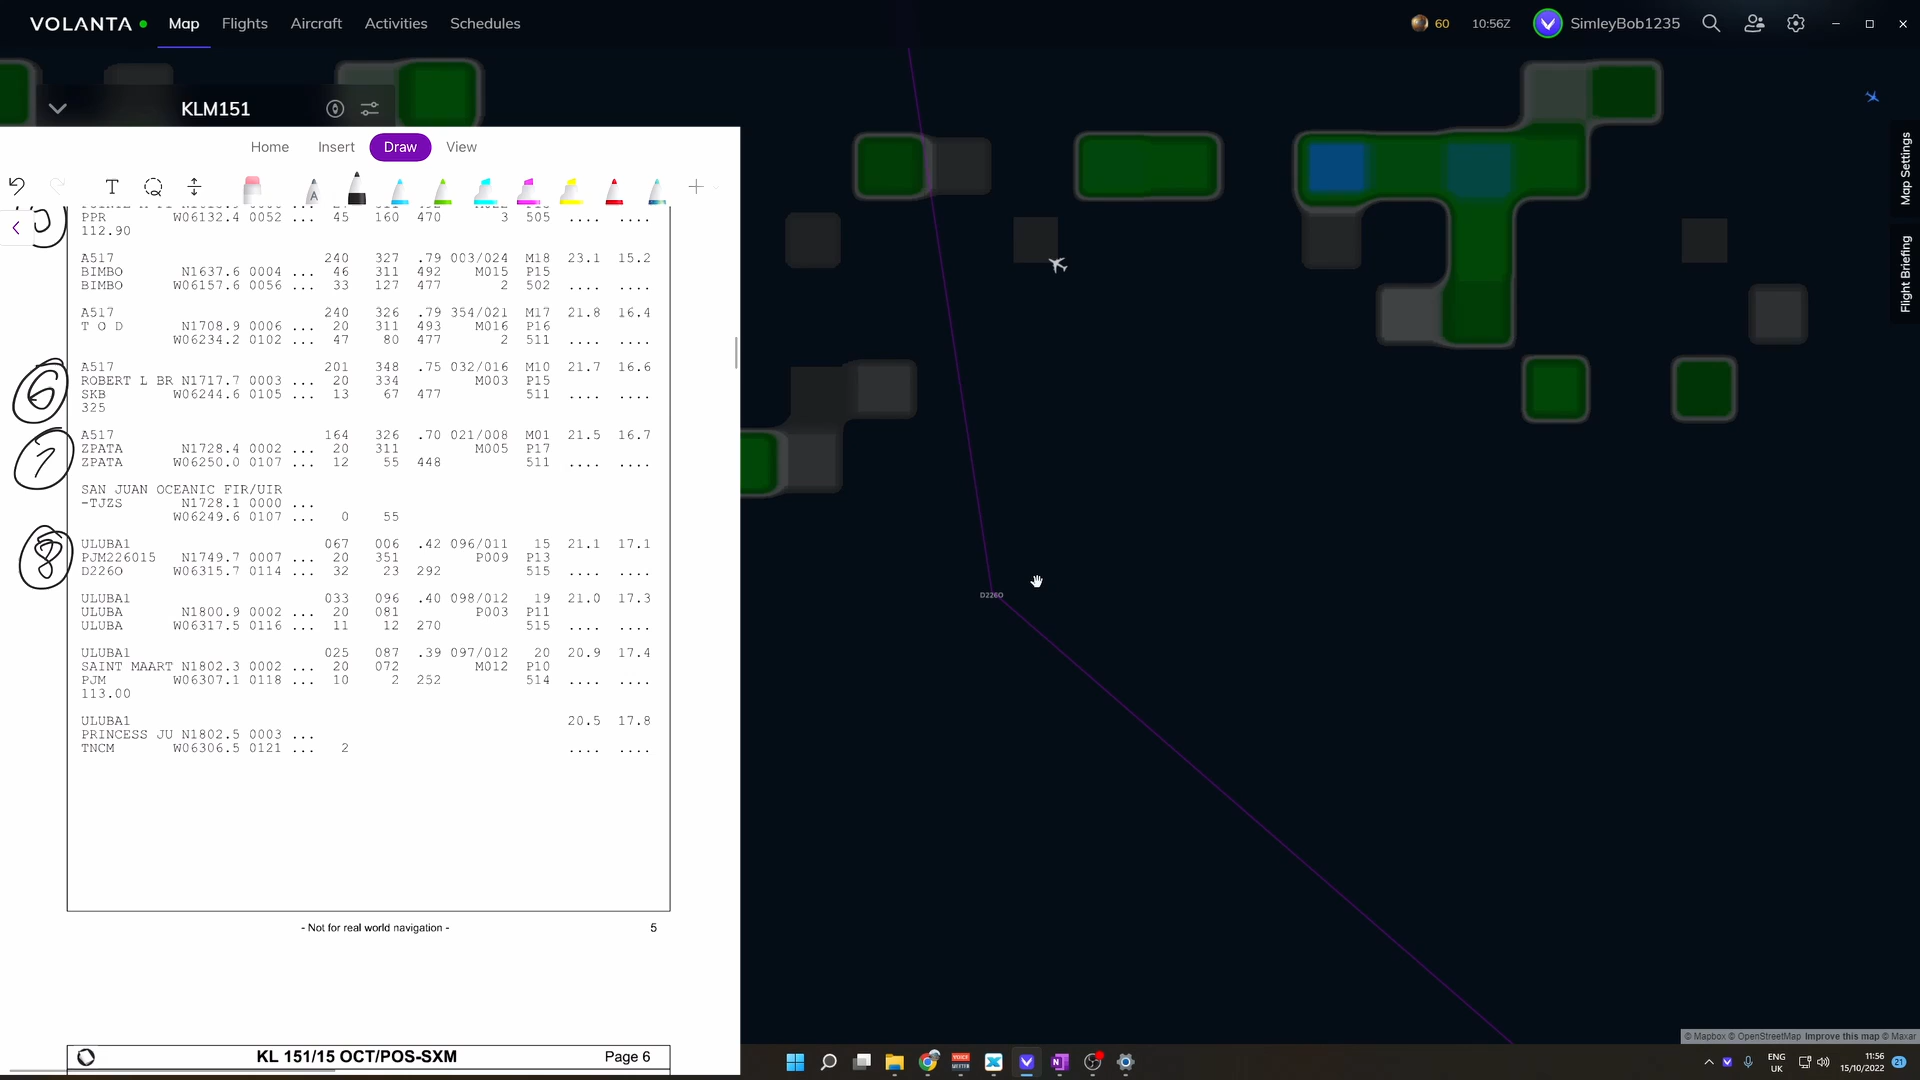 VOLANTA Map Flights Aircraft Activities Schedules 60 10:56Z SimleyBob1235
KLM151
Home Insert Draw View
PPR W06132.4 0052 ... 45 160 470 3 505 .... ....
112.90
A517 240 327 .79 003/024 M18 23.1 15.2
BIMBO N1637.6 0004 ... 46 311 492 M015 P15
BIMBO W06157.6 0056 ... 33 127 477 2 502 .... ....
A517 240 326 .79 354/021 M17 21.8 16.4
T O D N1708.9 0006 ... 20 311 493 M016 P16
W06234.2 0102 ... 47 80 477 2 511 .... ....
A517 201 348 .75 032/016 M10 21.7 16.6
ROBERT L BR N1717.7 0003 ... 20 334 M003 P15
SKB W06244.6 0105 ... 13 67 477 511 .... ....
325
6
A517 164 326 .70 021/008 M01 21.5 16.7
ZPATA N1728.4 0002 ... 20 311 M005 P17
ZPATA W06250.0 0107 ... 12 55 448 511 .... ....
7
SAN JUAN OCEANIC FIR/UIR
-TJZS N1728.1 0000 ...
W06249.6 0107 ... 0 55
ULUBA1 067 006 .42 096/011 15 21.1 17.1
PJM226015 N1749.7 0007 ... 20 351 P009 P13
D226O W06315.7 0114 ... 32 23 292 515 .... ....
8
ULUBA1 033 096 .40 098/012 19 21.0 17.3
ULUBA N1800.9 0002 ... 20 081 P003 P11
ULUBA W06317.5 0116 ... 11 12 270 515 .... ....
ULUBA1 025 087 .39 097/012 20 20.9 17.4
SAINT MAART N1802.3 0002 ... 20 072 M012 P10
PJM W06307.1 0118 ... 10 2 252 514 .... ....
113.00
ULUBA1 20.5 17.8
PRINCESS JU N1802.5 0003 ...
TNCM W06306.5 0121 ... 2 .... ....
- Not for real world navigation - 5
KL 151/15 OCT/POS-SXM Page 6
D226O
Map Settings
Flight Briefing
© Mapbox © OpenStreetMap Improve this map © Maxar
ENG
UK
11:56
15/10/2022
21